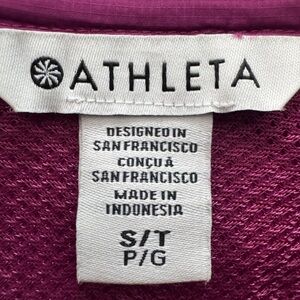 ATHLETA
DESIGNED IN
SAN FRANCISCO
CONÇU À
SAN FRANCISCO
MADE IN
INDONESIA
S/T
P/G